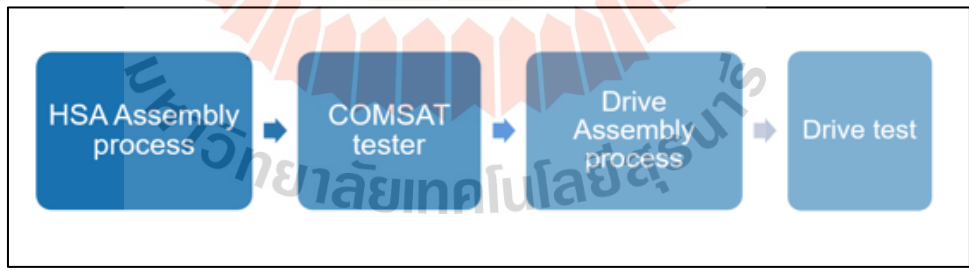 HSA Assembly
process
COMSAT
tester
Drive
Assembly
process
Drive test
มหาวิทยาลัยเทคโนโลยีสุรนารี